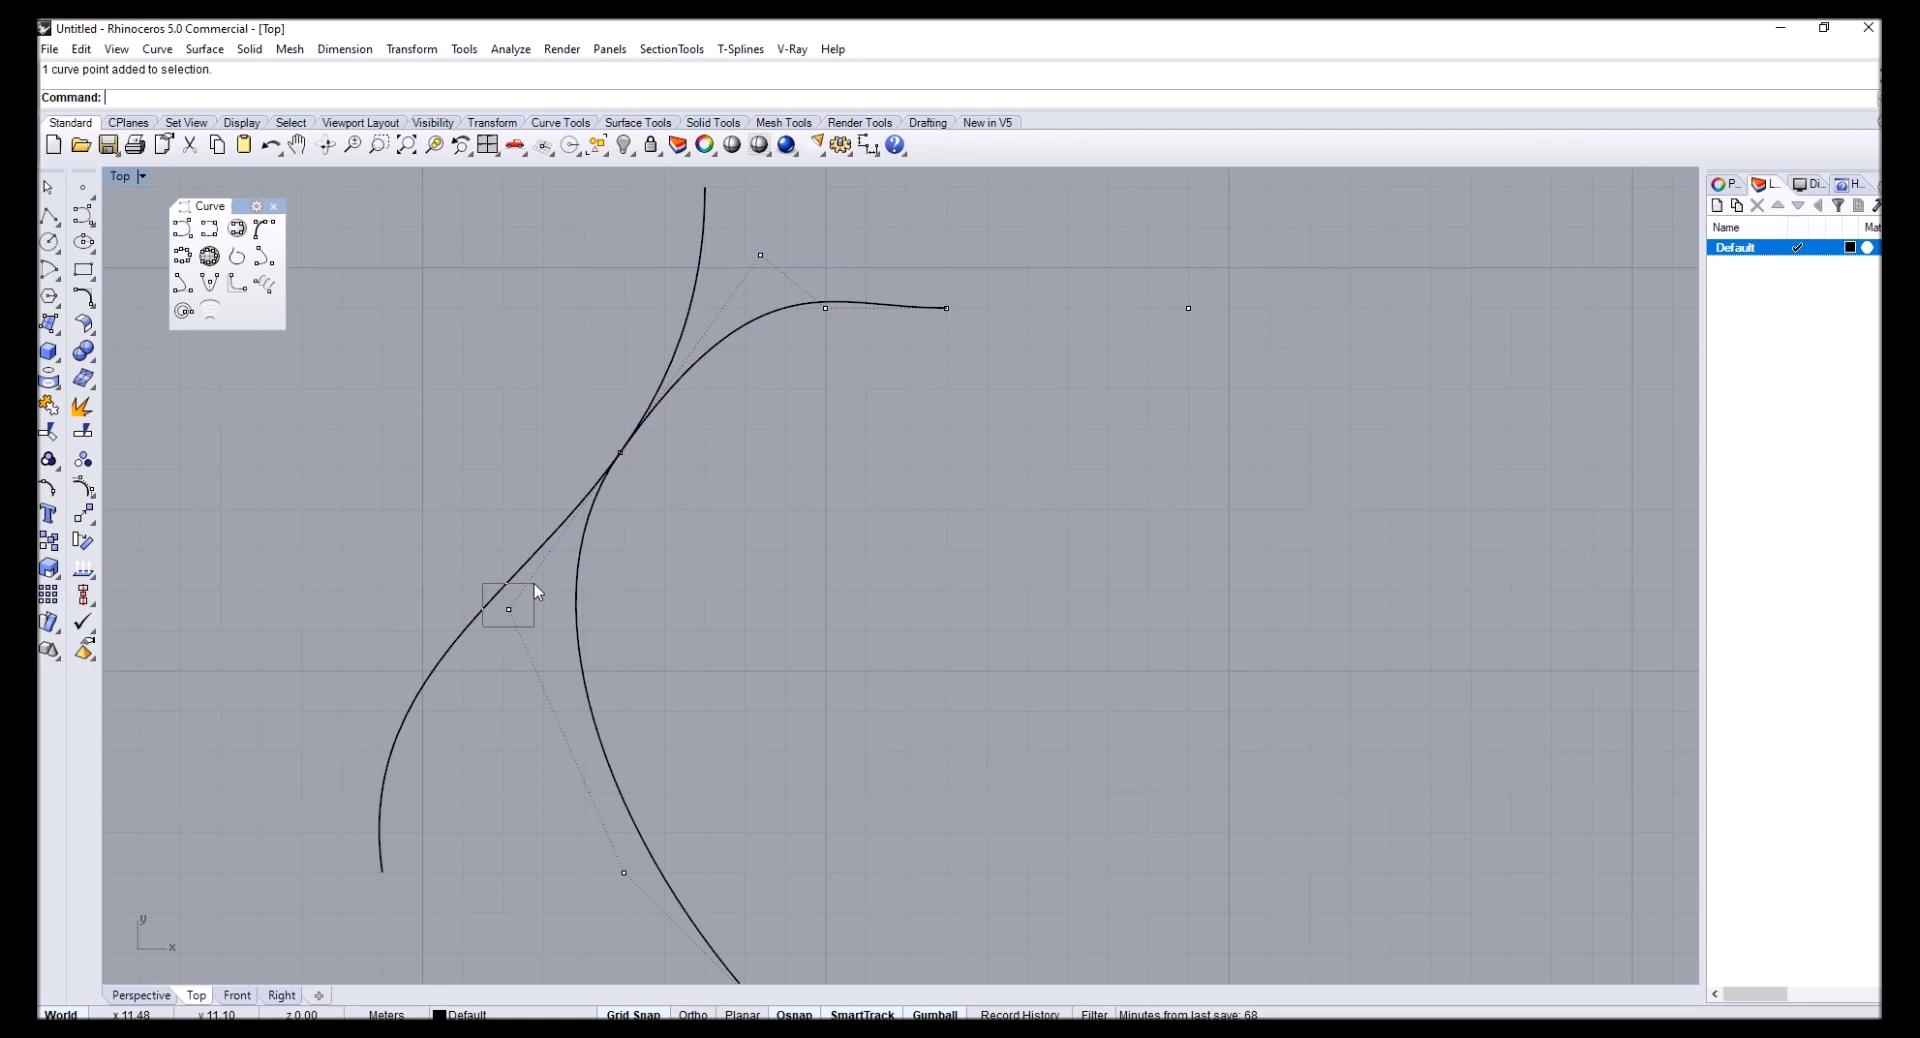 Untitled - Rhinoceros 5.0 Commercial - [Top]
File Edit View Curve Surface Solid Mesh Dimension Transform Tools Analyze Render Panels SectionTools T-Splines V-Ray Help
1 curve point added to selection.
Command:
Standard CPlanes Set View Display Select Viewport Layout Visibility Transform Curve Tools Surface Tools Solid Tools Mesh Tools Render Tools Drafting New in V5
Top
P... L... Di... H...
Curve
Name Mat
Default
y
x
Perspective Top Front Right
World x 11.48 y 11.10 z 0.00 Meters Default Grid Snap Ortho Planar Osnap SmartTrack Gumball Record History Filter Minutes from last save: 68